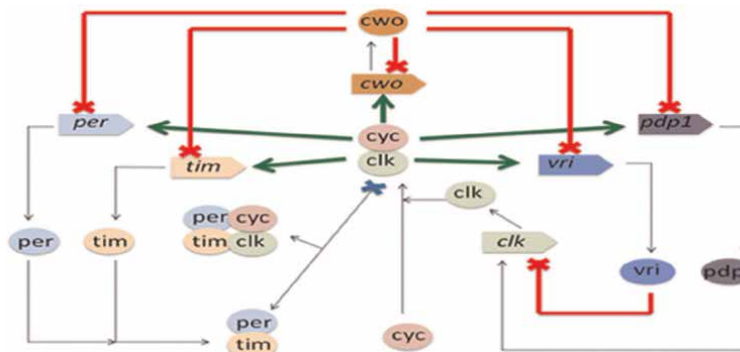 cwo
cwo
per
cyc
pdp1
clk
tim
vri
clk
per cyc
tim clk
clk
per
tim
vri
pdp
per
tim
cyc